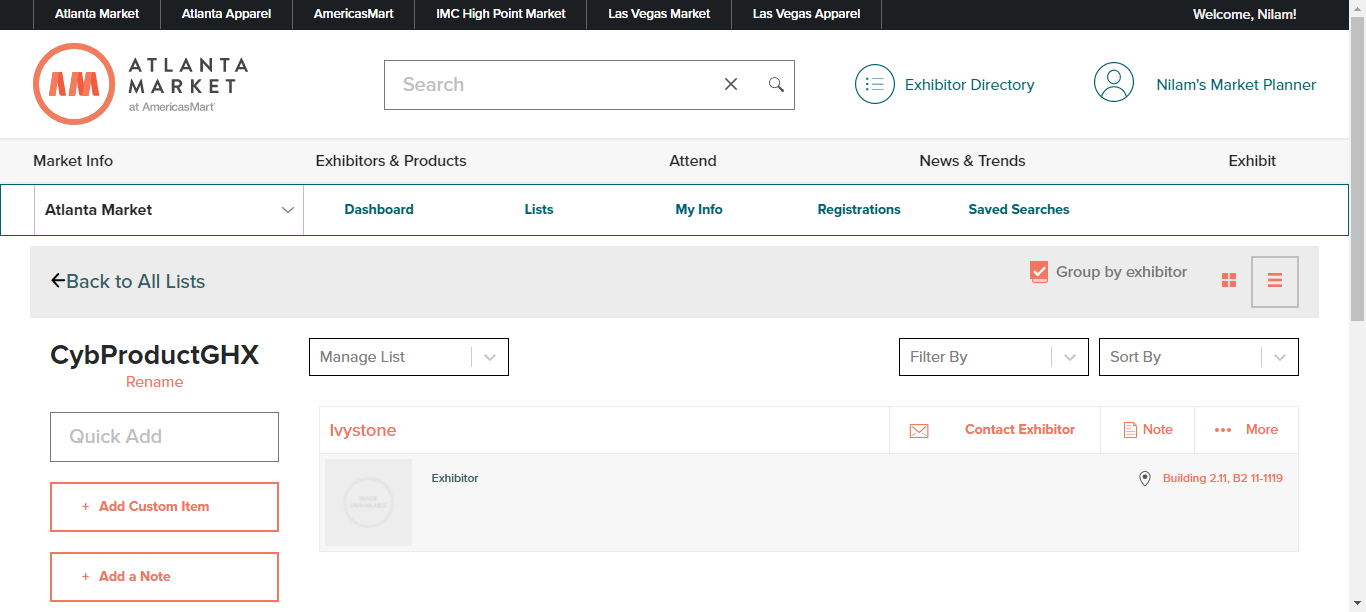 Atlanta Market Atlanta Apparel AmericasMart IMC High Point Market Las Vegas Market Las Vegas Apparel Welcome, Nilam!
ATLANTA
MARKET
at AmericasMart
Search
Exhibitor Directory
Nilam's Market Planner
Market Info Exhibitors & Products Attend News & Trends Exhibit
Atlanta Market Dashboard Lists My Info Registrations Saved Searches
Back to All Lists Group by exhibitor
CybProductGHX Manage List Filter By Sort By
Rename
Quick Add
Ivystone Contact Exhibitor Note More
Exhibitor Building 2.11, B2 11-1119
+ Add Custom Item
+ Add a Note